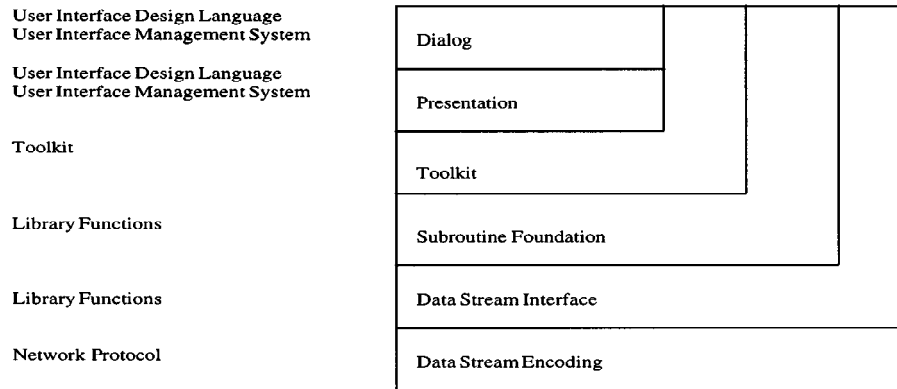 User Interface Design Language
User Interface Management System
Dialog
User Interface Design Language
User Interface Management System
Presentation
Toolkit
Toolkit
Library Functions
Subroutine Foundation
Library Functions
Data Stream Interface
Network Protocol
Data Stream Encoding